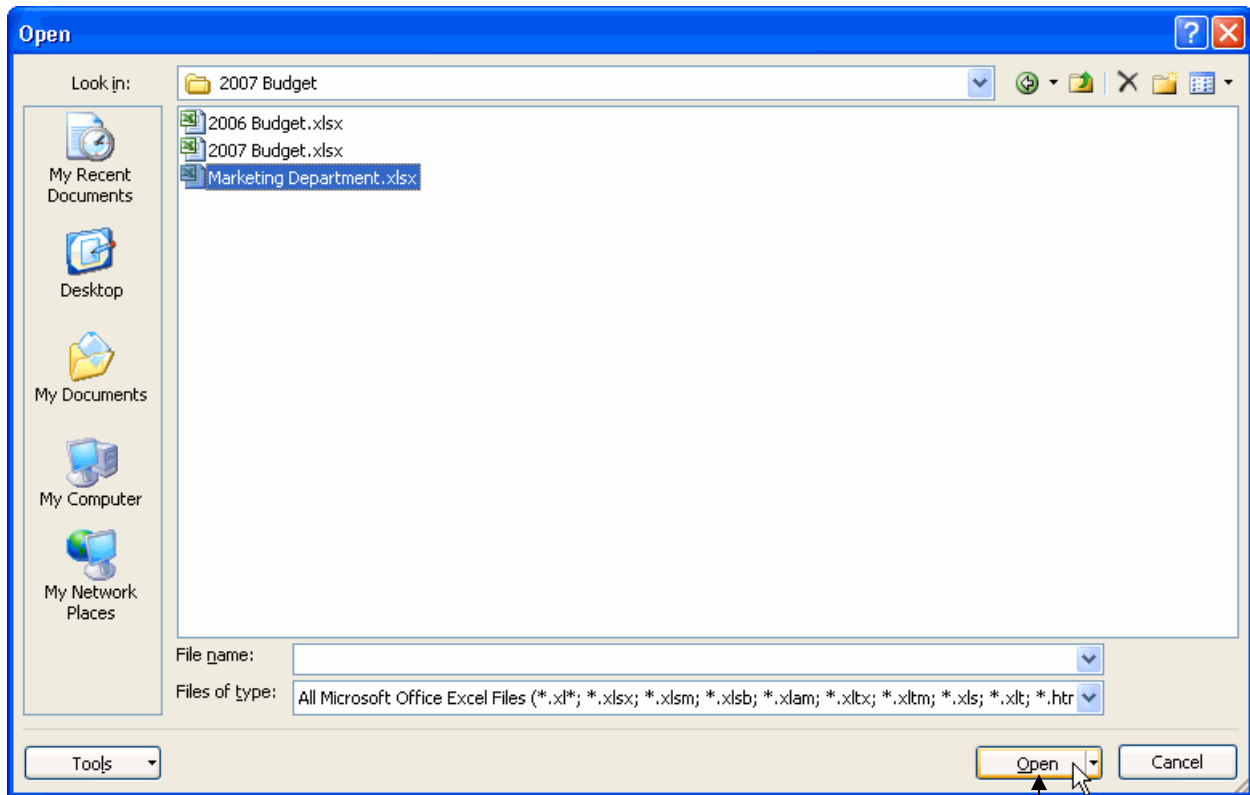 Open
Look in:
2007 Budget
2006 Budget.xlsx
2007 Budget.xlsx
Marketing Department.xlsx
My Recent
Documents
Desktop
My Documents
My Computer
My Network
Places
File name:
Files of type:
All Microsoft Office Excel Files (*.xl*; *.xlsx; *.xlsm; *.xlsb; *.xlam; *.xltx; *.xltm; *.xls; *.xlt; *.htr
Tools
Open
Cancel